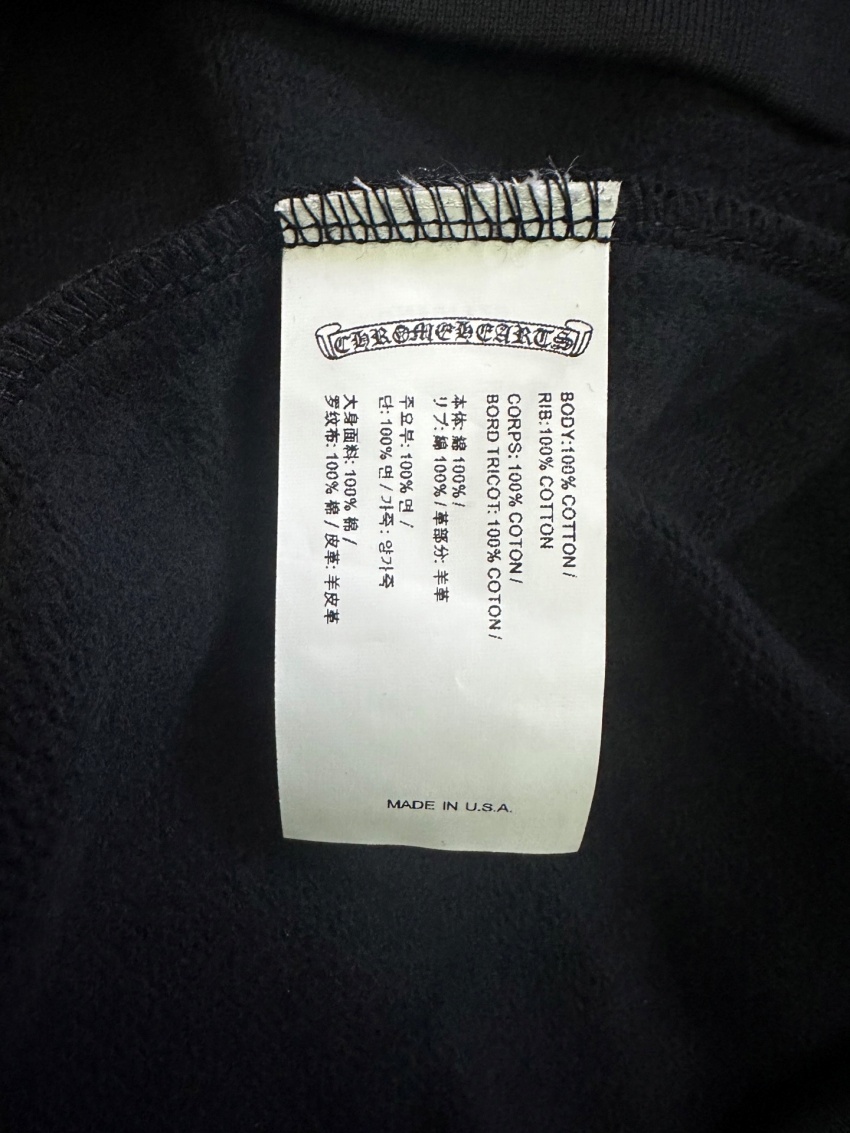 CHROME HEARTS
BODY:100% COTTON /
RIB:100% COTTON
CORPS: 100% COTON /
BORD TRICOT: 100% COTON /
本体: 綿 100% /
リブ: 綿 100% / 革部分: 羊革
주요부: 100% 면 /
단: 100% 면 / 가죽: 양가죽
大身面料: 100% 棉 /
罗纹布: 100% 棉 / 皮革: 羊皮革
MADE IN U.S.A.